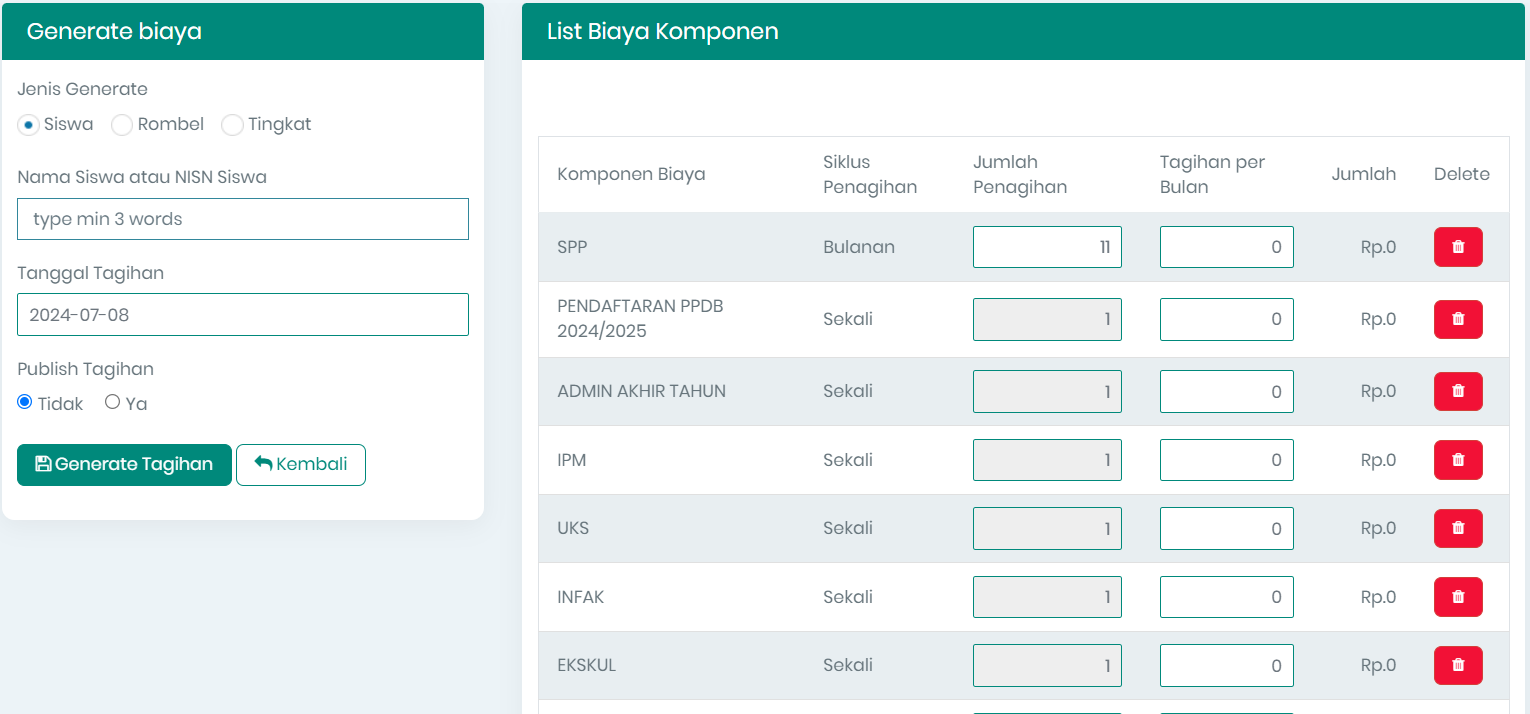 Generate biaya
Jenis Generate
Siswa Rombel Tingkat
Nama Siswa atau NISN Siswa
type min 3 words
Tanggal Tagihan
2024-07-08
Publish Tagihan
Tidak Ya
Generate Tagihan Kembali
List Biaya Komponen
Komponen Biaya Siklus Penagihan Jumlah Penagihan Tagihan per Bulan Jumlah Delete
SPP Bulanan 11 0 Rp.0
PENDAFTARAN PPDB 2024/2025 Sekali 1 0 Rp.0
ADMIN AKHIR TAHUN Sekali 1 0 Rp.0
IPM Sekali 1 0 Rp.0
UKS Sekali 1 0 Rp.0
INFAK Sekali 1 0 Rp.0
EKSKUL Sekali 1 0 Rp.0